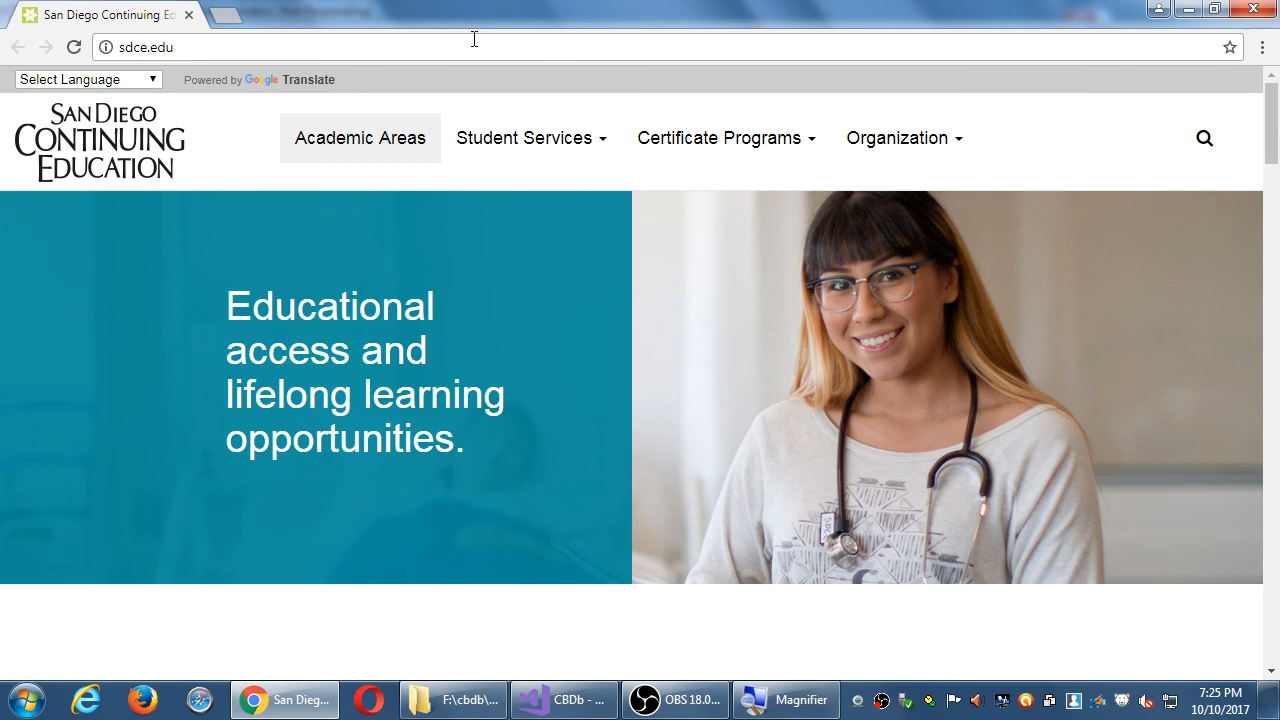 San Diego Continuing Ed
sdce.edu
Select Language
Powered by Google Translate
SAN DIEGO
CONTINUING
EDUCATION
Academic Areas
Student Services
Certificate Programs
Organization
Educational
access and
lifelong learning
opportunities.
San Dieg...
F:\cbdb\...
CBDb - ...
OBS 18.0...
Magnifier
7:25 PM
10/10/2017